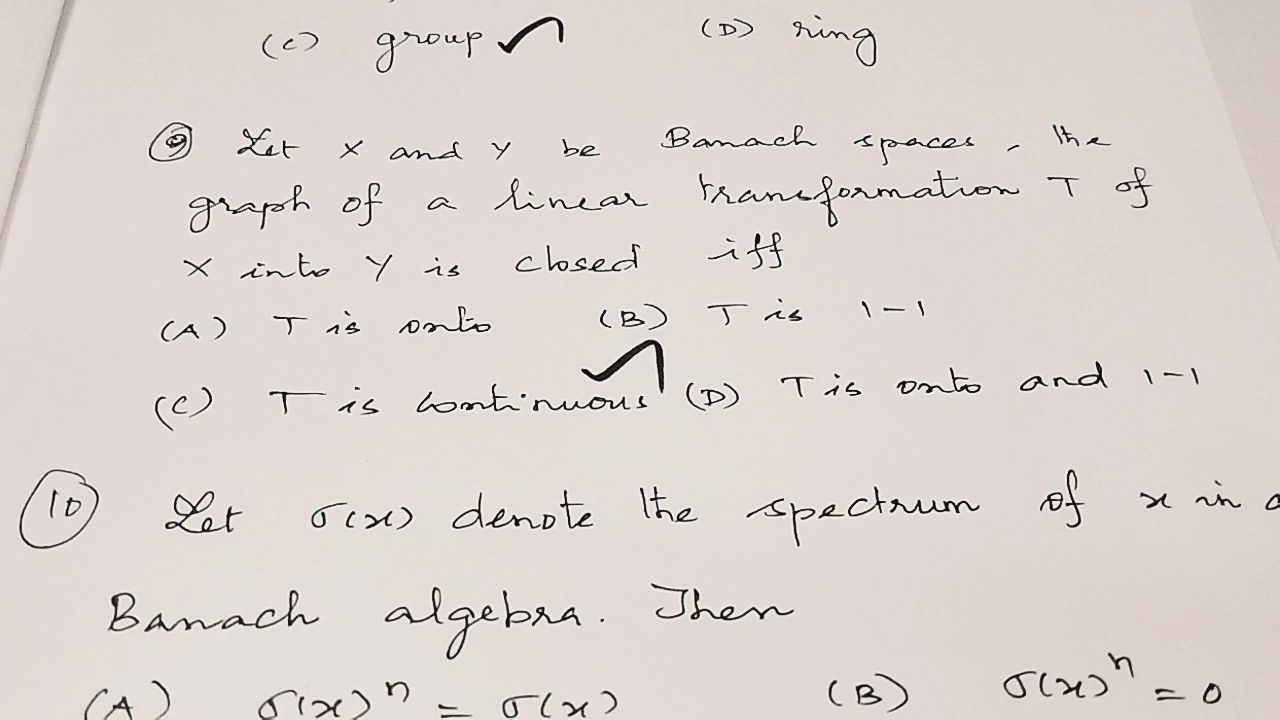 (C) group (D) ring
⑨ Let X and Y be Banach spaces, the
graph of a linear transformation T of
X into Y is closed iff
(A) T is onto (B) T is 1-1
(C) T is continuous (D) T is onto and 1-1
⑩ Let σ(x) denote the spectrum of x in a
Banach algebra. Then
(A) σ(x)ⁿ = σ(x) (B) σ(x)ⁿ = 0